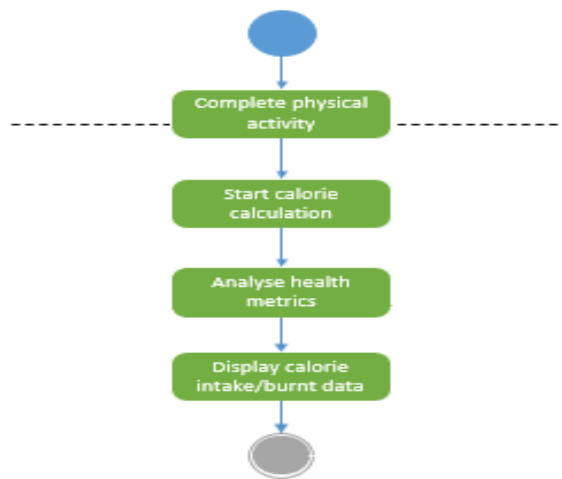 Complete physical
activity
Start calorie
calculation
Analyse health
metrics
Display calorie
intake/burnt data